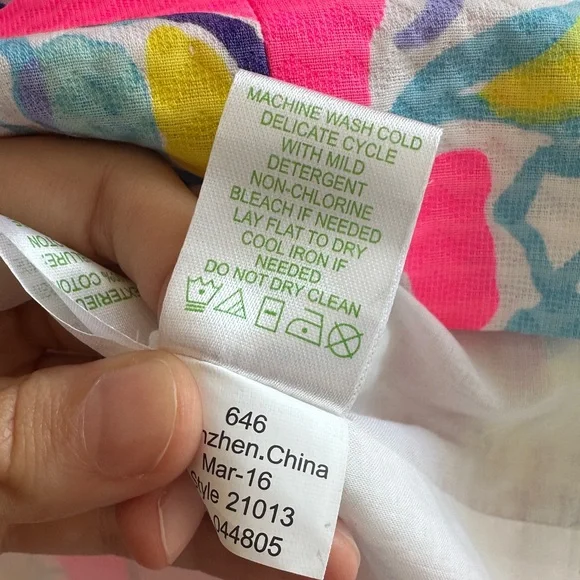 MACHINE WASH COLD
DELICATE CYCLE
WITH MILD
DETERGENT
NON-CHLORINE
BLEACH IF NEEDED
LAY FLAT TO DRY
COOL IRON IF
NEEDED
DO NOT DRY CLEAN
646
nzhen.China
Mar-16
style 21013
044805